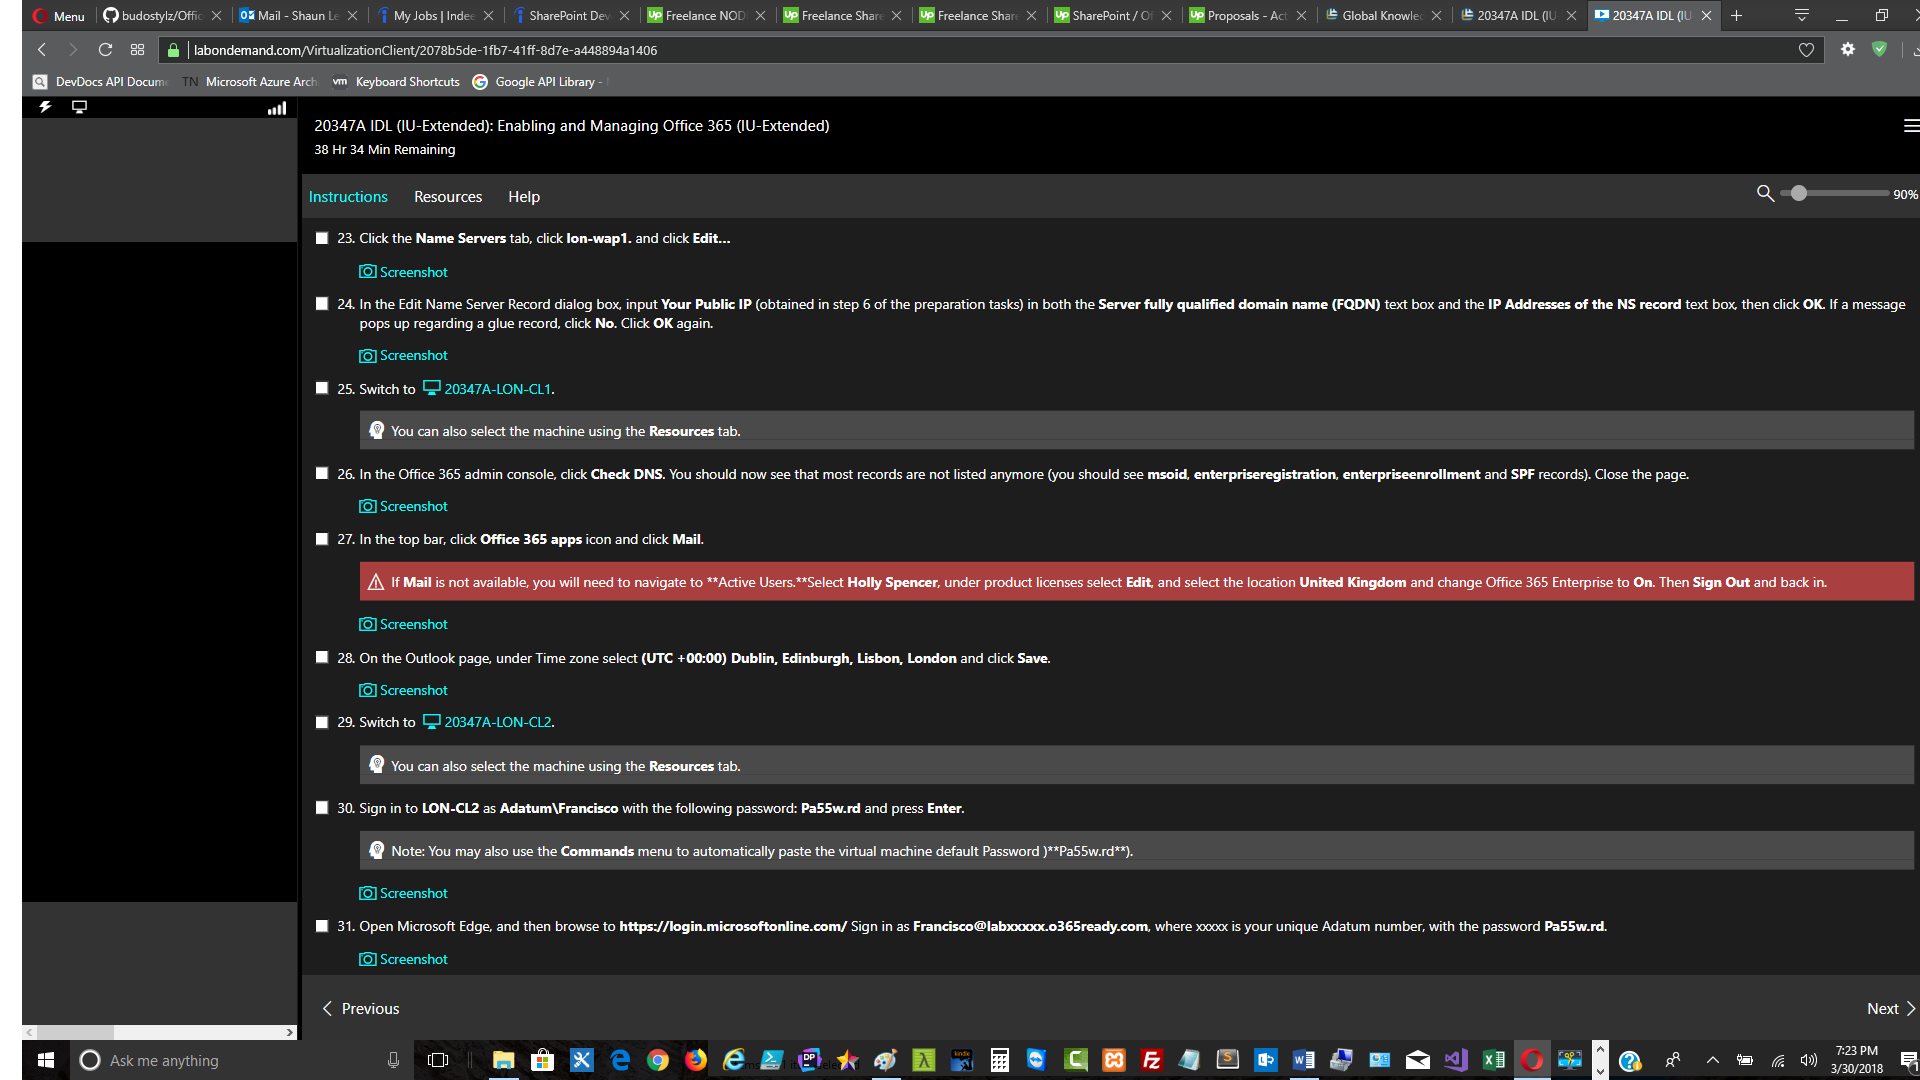 Menu
budostylz/Offic
Mail - Shaun Le
My Jobs | Indee
SharePoint Dev
Freelance NOD
Freelance Share
Freelance Share
SharePoint / Of
Proposals - Act
Global Knowled
20347A IDL (IU
20347A IDL (IU
labondemand.com/VirtualizationClient/2078b5de-1fb7-41ff-8d7e-a448894a1406
DevDocs API Docume
TN Microsoft Azure Arch
vm Keyboard Shortcuts
Google API Library -
20347A IDL (IU-Extended): Enabling and Managing Office 365 (IU-Extended)
38 Hr 34 Min Remaining
Instructions Resources Help
90%
23. Click the Name Servers tab, click lon-wap1. and click Edit...
Screenshot
24. In the Edit Name Server Record dialog box, input Your Public IP (obtained in step 6 of the preparation tasks) in both the Server fully qualified domain name (FQDN) text box and the IP Addresses of the NS record text box, then click OK. If a message
pops up regarding a glue record, click No. Click OK again.
Screenshot
25. Switch to 20347A-LON-CL1.
You can also select the machine using the Resources tab.
26. In the Office 365 admin console, click Check DNS. You should now see that most records are not listed anymore (you should see msoid, enterpriseregistration, enterpriseenrollment and SPF records). Close the page.
Screenshot
27. In the top bar, click Office 365 apps icon and click Mail.
If Mail is not available, you will need to navigate to **Active Users.**Select Holly Spencer, under product licenses select Edit, and select the location United Kingdom and change Office 365 Enterprise to On. Then Sign Out and back in.
Screenshot
28. On the Outlook page, under Time zone select (UTC +00:00) Dublin, Edinburgh, Lisbon, London and click Save.
Screenshot
29. Switch to 20347A-LON-CL2.
You can also select the machine using the Resources tab.
30. Sign in to LON-CL2 as Adatum\Francisco with the following password: Pa55w.rd and press Enter.
Note: You may also use the Commands menu to automatically paste the virtual machine default Password )**Pa55w.rd**).
Screenshot
31. Open Microsoft Edge, and then browse to https://login.microsoftonline.com/ Sign in as Francisco@labxxxxx.o365ready.com, where xxxxx is your unique Adatum number, with the password Pa55w.rd.
Screenshot
Previous
Next
Ask me anything
7:23 PM
3/30/2018